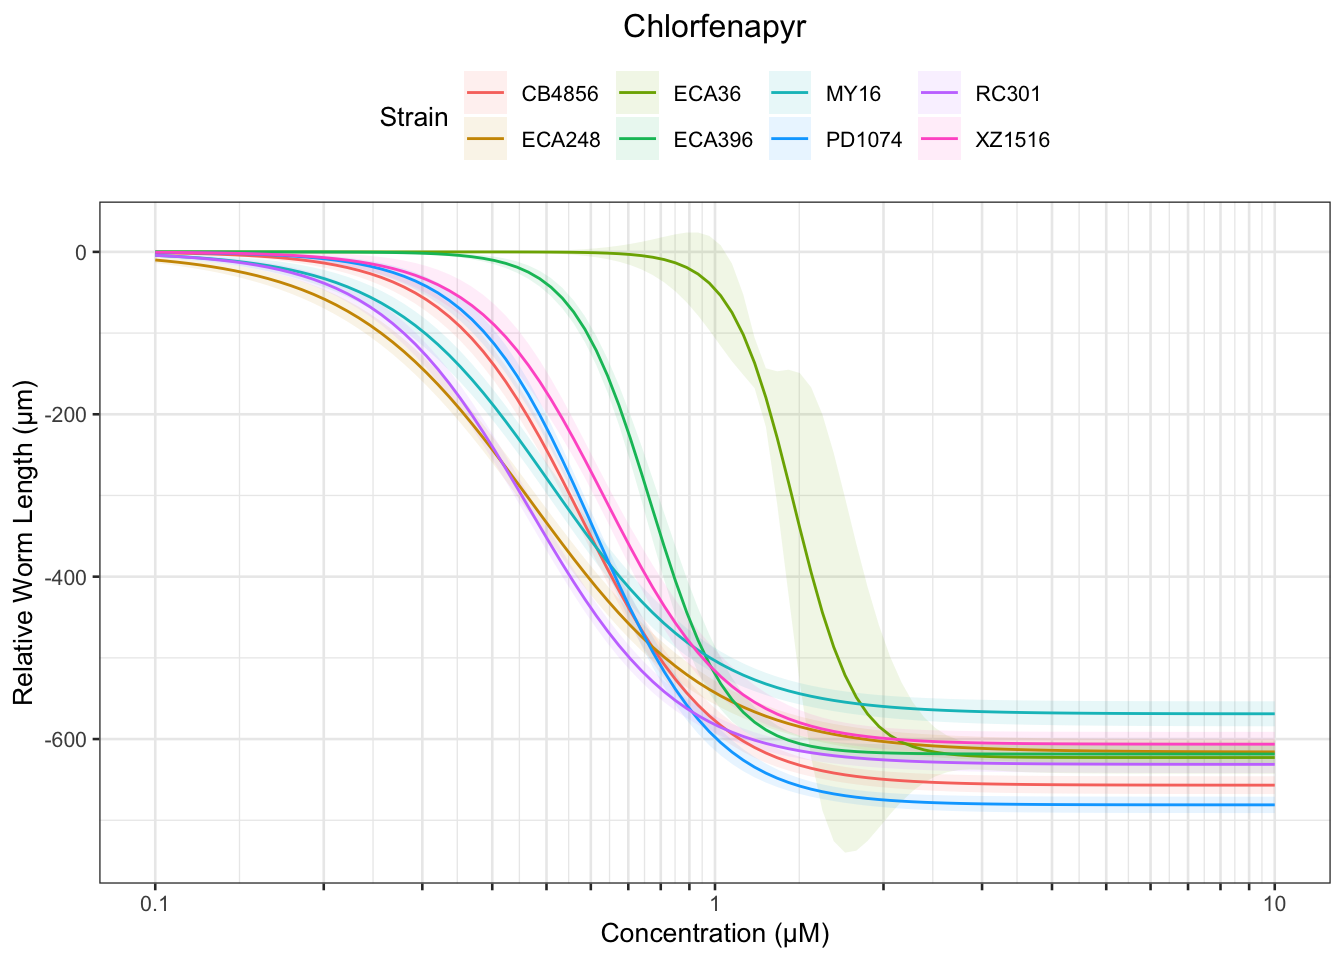 Chlorfenapyr
Strain
CB4856 ECA36 MY16 RC301
ECA248 ECA396 PD1074 XZ1516
Relative Worm Length (µm)
0
-200
-400
-600
0.1 1 10
Concentration (µM)